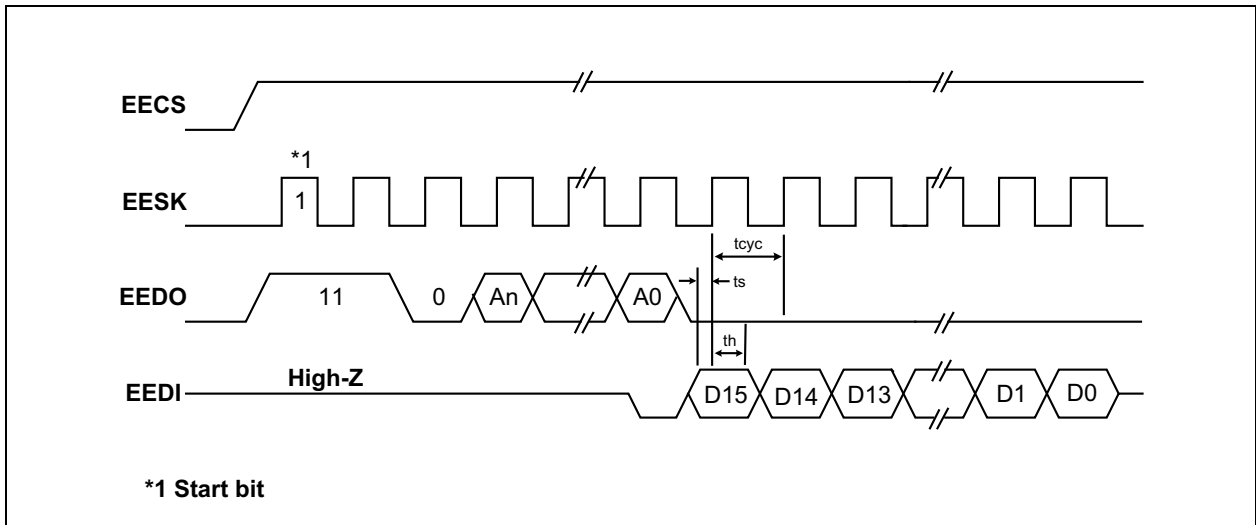 EECS
*1
EESK
1
tcyc
ts
EEDO
11
0
An
A0
th
High-Z
EEDI
D15
D14
D13
D1
D0
*1 Start bit